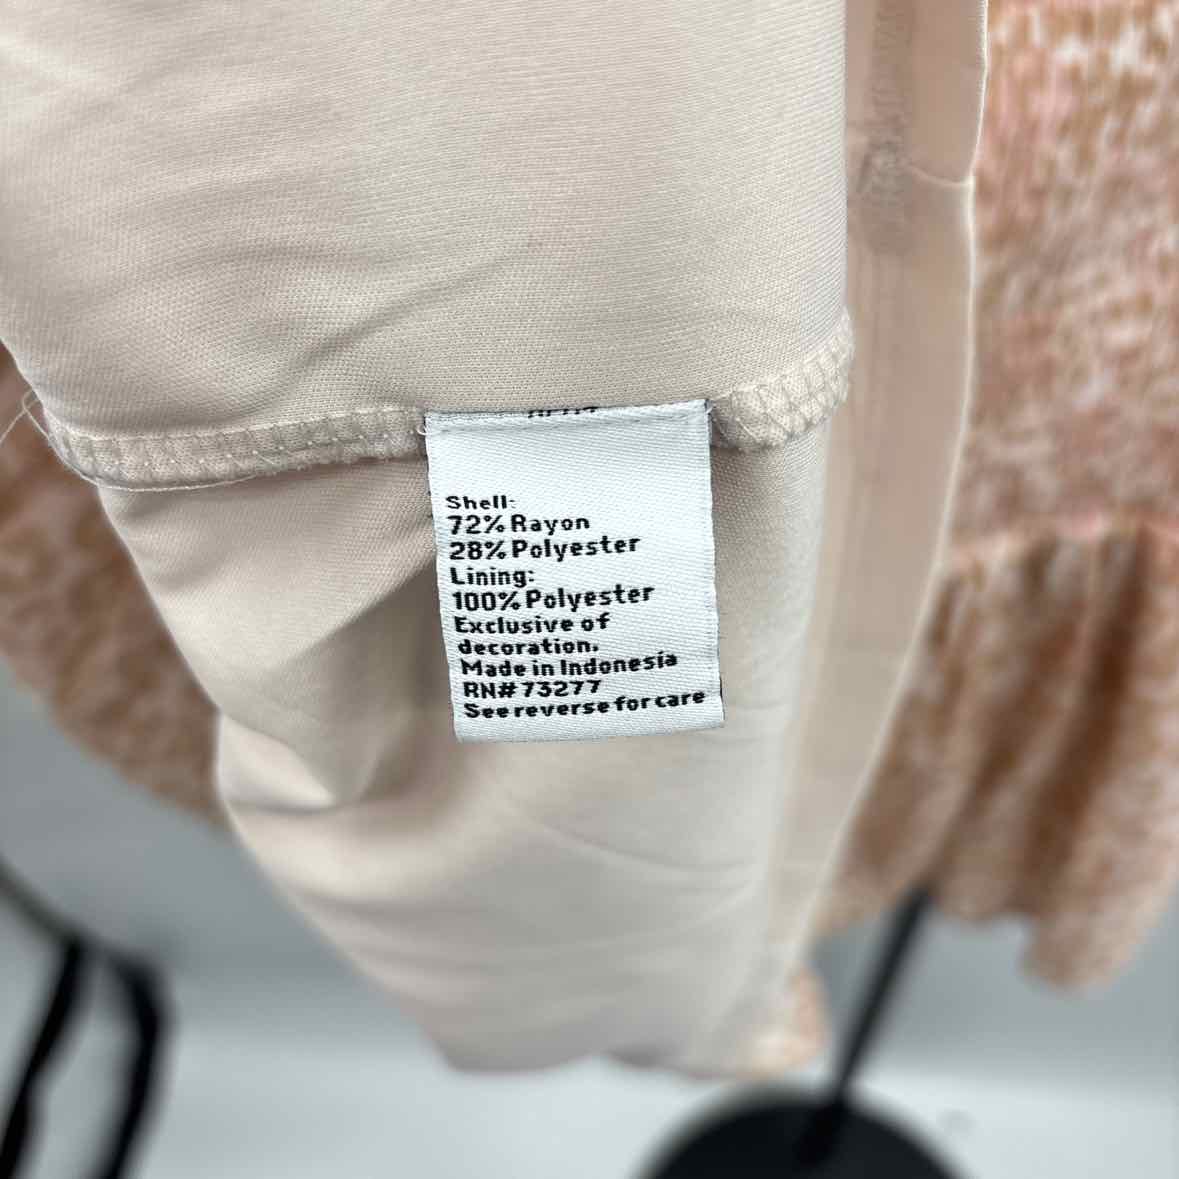 Shell:
72% Rayon
28% Polyester
Lining:
100% Polyester
Exclusive of
decoration.
Made in Indonesia
RN# 73277
See reverse for care